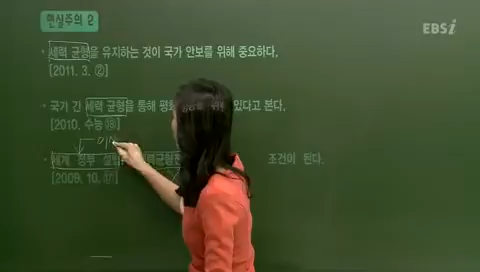 현실주의 2
EBSi
• 세력 균형을 유지하는 것이 국가 안보를 위해 중요하다.
[2011. 3. ②]
• 국가 간 세력 균형을 통해 평화 있다고 본다.
[2010. 수능 ⑱]
• 세계 정부 조건이 된다.
[2009. 10. ⑰]